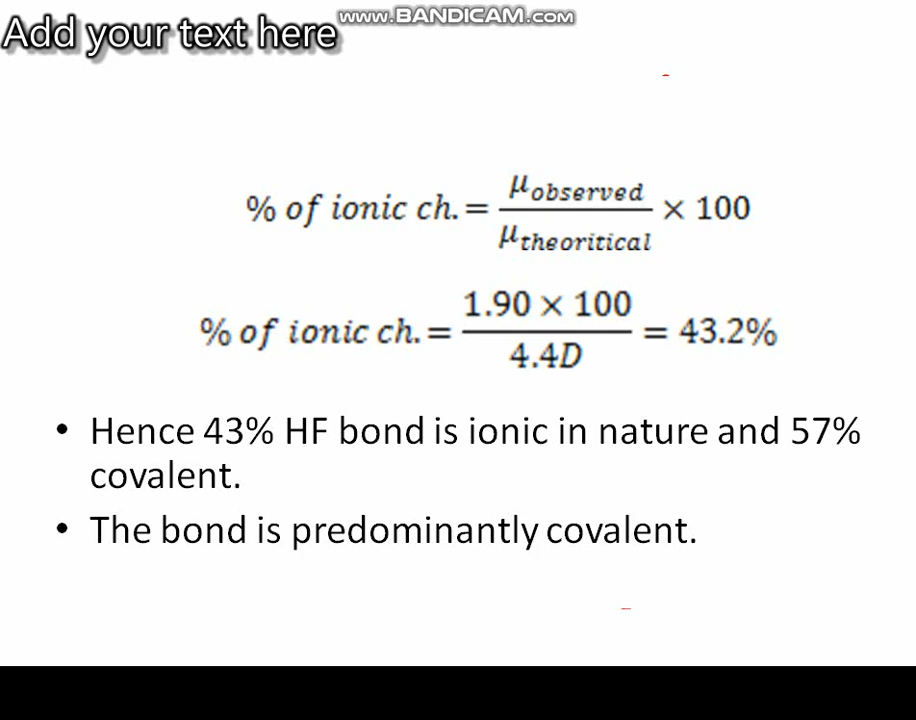 www.BANDICAM.com
Add your text here
% of ionic ch. = μobserved / μtheoritical × 100
% of ionic ch. = 1.90 × 100 / 4.4D = 43.2%
• Hence 43% HF bond is ionic in nature and 57%
covalent.
• The bond is predominantly covalent.